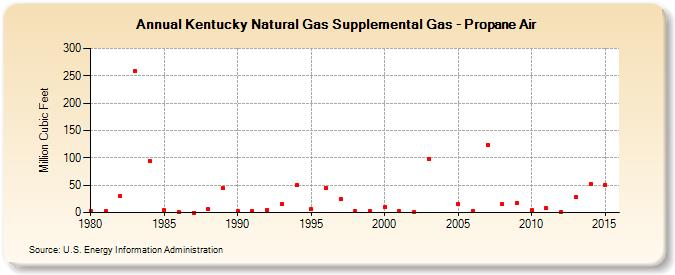 Annual Kentucky Natural Gas Supplemental Gas - Propane Air
Million Cubic Feet
300
250
200
150
100
50
0
1980 1985 1990 1995 2000 2005 2010 2015
Source: U.S. Energy Information Administration